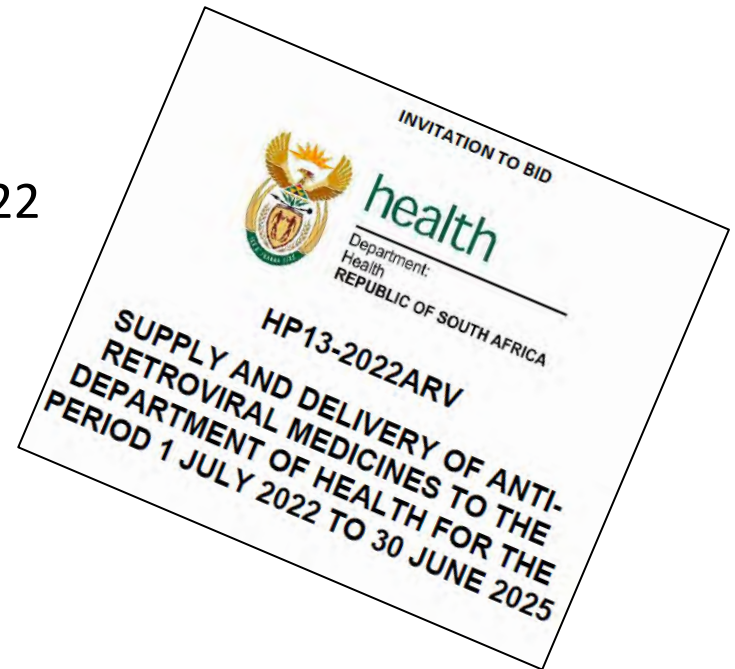 22
INVITATION TO BID
health
Department:
Health
REPUBLIC OF SOUTH AFRICA
HP13-2022ARV
SUPPLY AND DELIVERY OF ANTI-
RETROVIRAL MEDICINES TO THE
DEPARTMENT OF HEALTH FOR THE
PERIOD 1 JULY 2022 TO 30 JUNE 2025